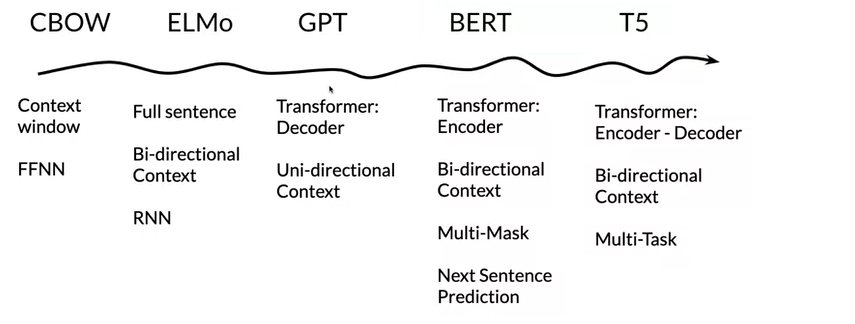 CBOW
ELMo
GPT
BERT
T5
Context
window
FFNN
Full sentence
Bi-directional
Context
RNN
Transformer:
Decoder
Uni-directional
Context
Transformer:
Encoder
Bi-directional
Context
Multi-Mask
Next Sentence
Prediction
Transformer:
Encoder - Decoder
Bi-directional
Context
Multi-Task